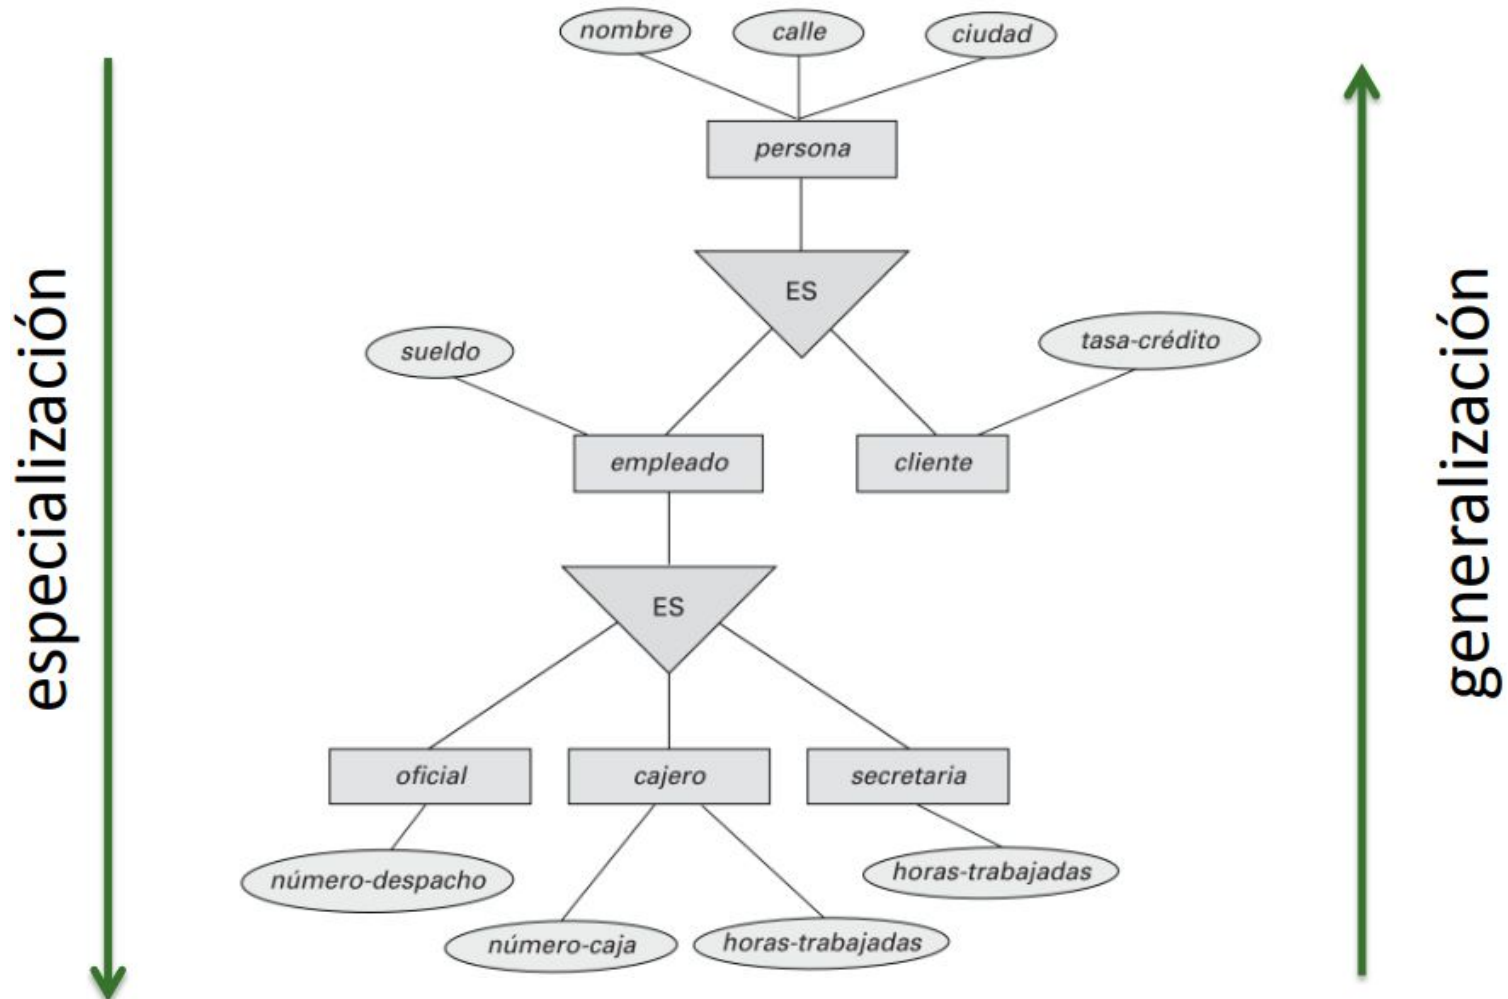 nombre
calle
ciudad
persona
ES
sueldo
tasa-crédito
empleado
cliente
ES
oficial
cajero
secretaria
número-despacho
horas-trabajadas
número-caja
horas-trabajadas
especialización
generalización